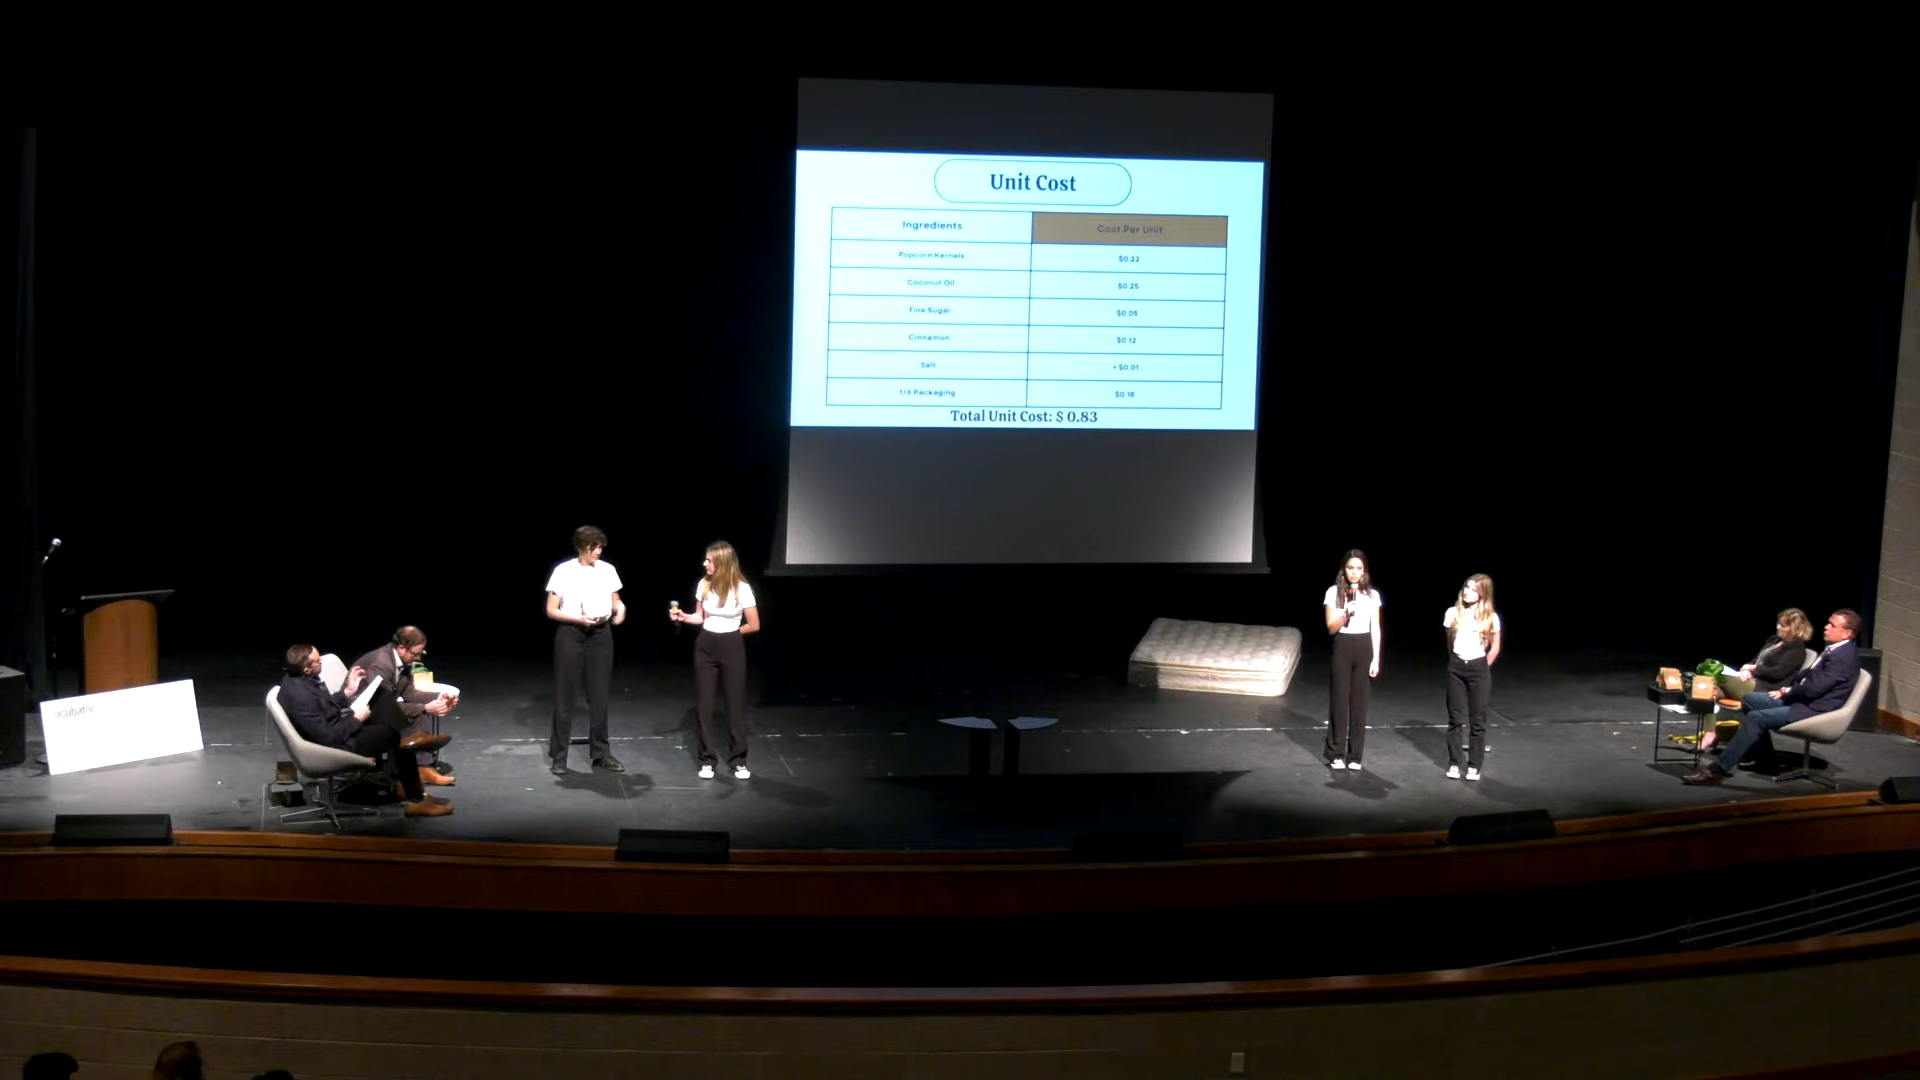 Unit Cost
Ingredients Cost Per Unit
Popcorn Kernels $0.22
Coconut Oil $0.25
Fine Sugar $0.05
Cinnamon $0.12
Salt < $0.01
1/6 Packaging $0.18
Total Unit Cost: $ 0.83
ncubator